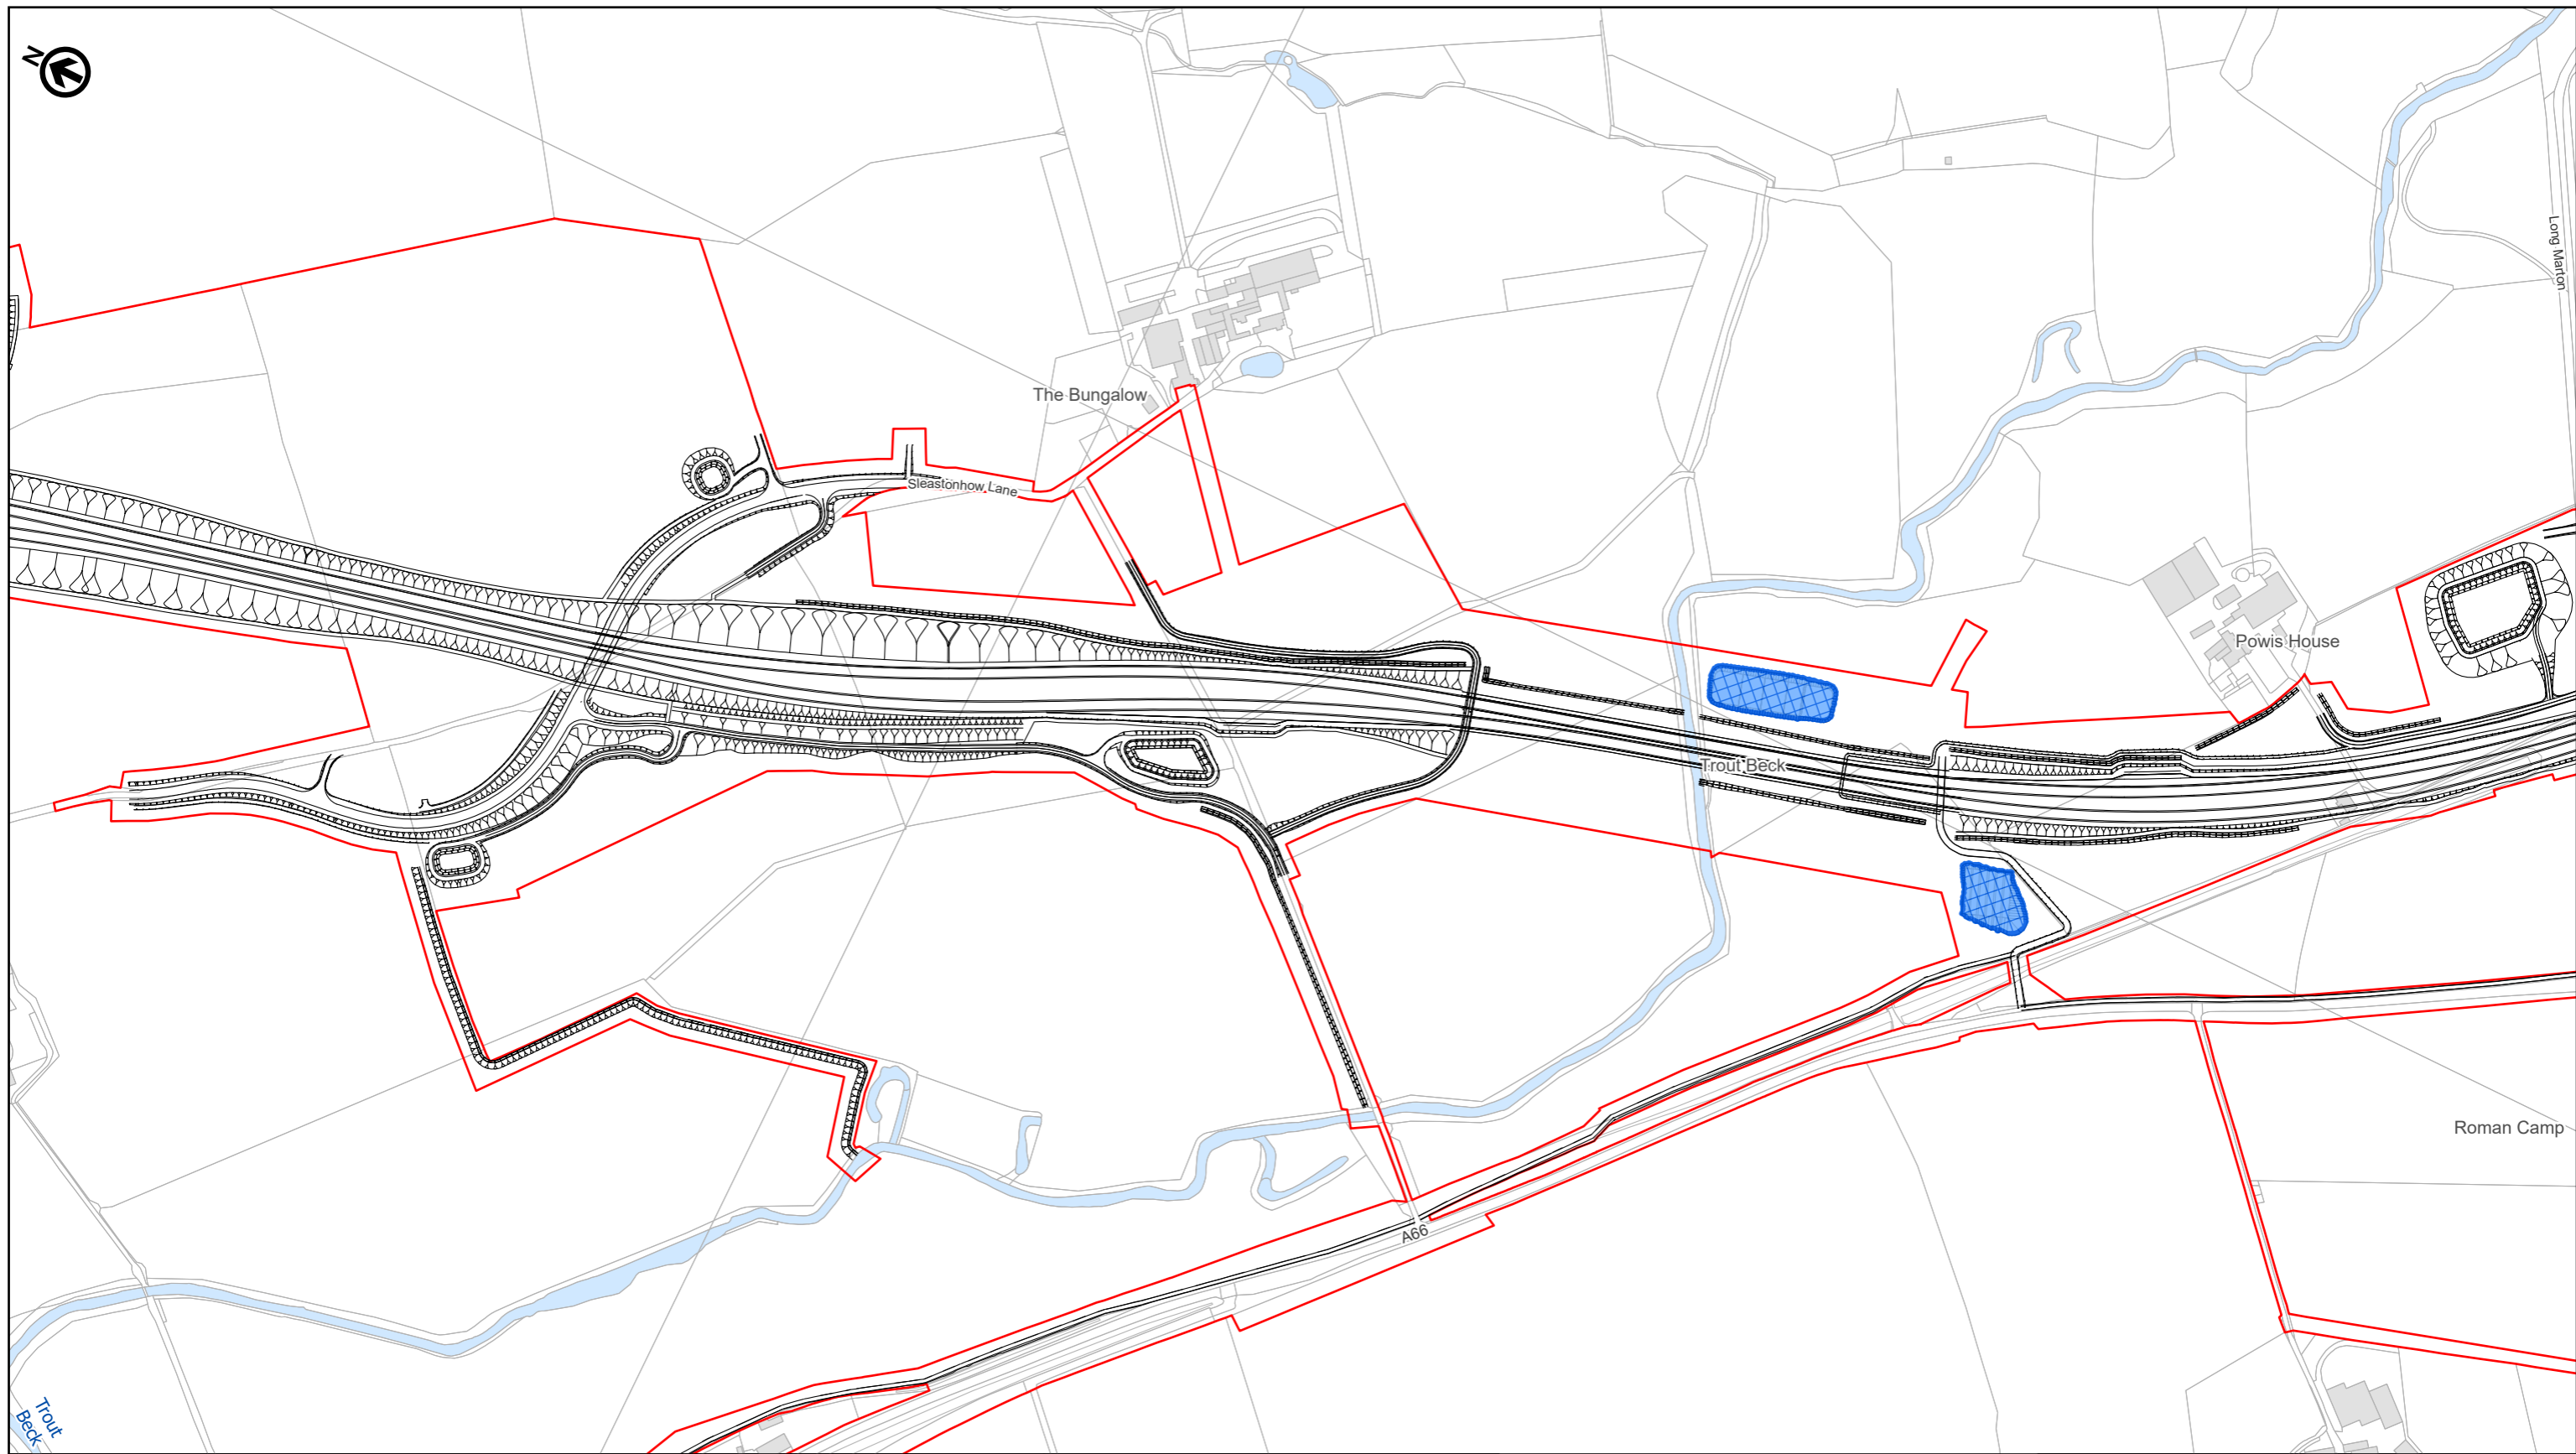 N
Long Marton
The Bungalow
Sleastonhow Lane
Powis House
Trout Beck
Roman Camp
A66
Trout
Beck